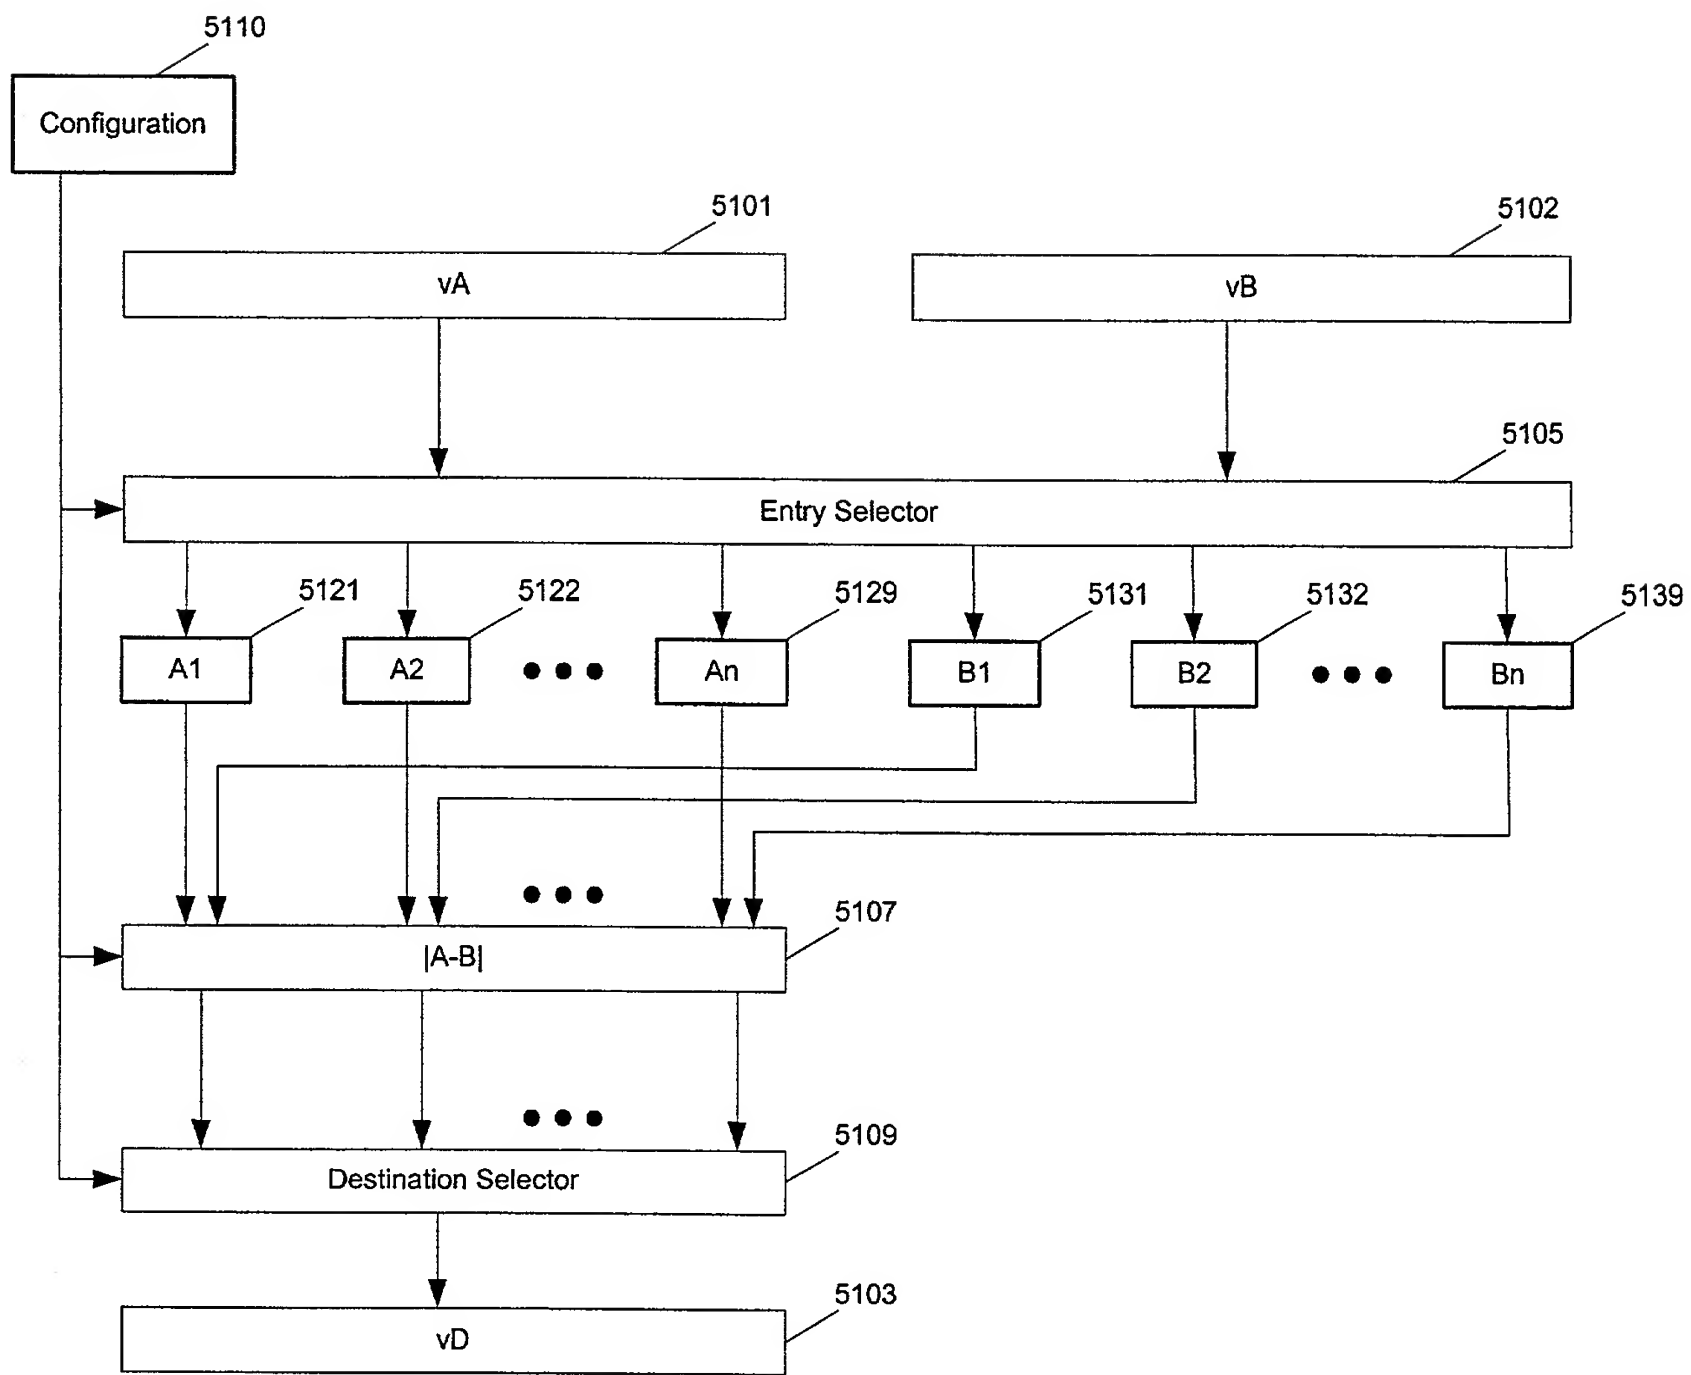 5110
Configuration
5101
5102
vA
vB
5105
Entry Selector
5121
5122
5129
5131
5132
5139
A1
A2
An
B1
B2
Bn
5107
|A-B|
5109
Destination Selector
5103
vD